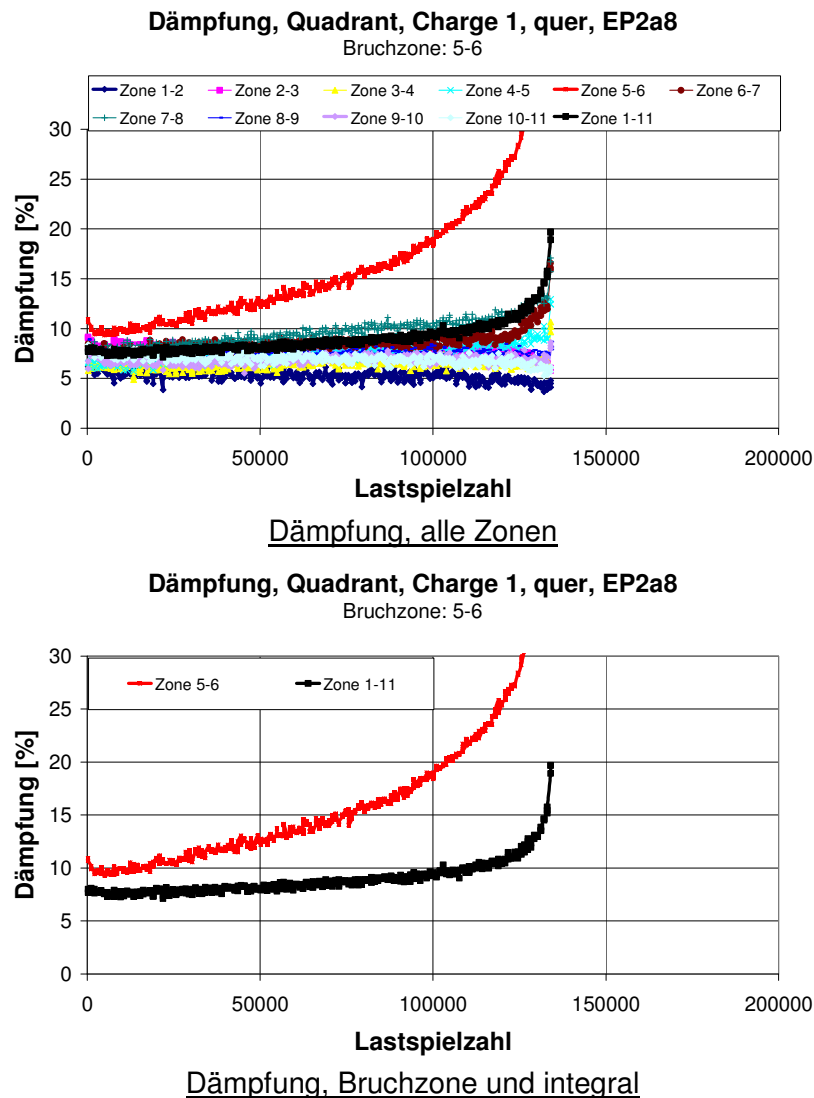 Dämpfung, Quadrant, Charge 1, quer, EP2a8
Bruchzone: 5-6
Zone 1-2 Zone 2-3 Zone 3-4 Zone 4-5 Zone 5-6 Zone 6-7
Zone 7-8 Zone 8-9 Zone 9-10 Zone 10-11 Zone 1-11
30
25
20
15
10
5
0
Dämpfung [%]
0 50000 100000 150000 200000
Lastspielzahl
Dämpfung, alle Zonen
Dämpfung, Quadrant, Charge 1, quer, EP2a8
Bruchzone: 5-6
Zone 5-6 Zone 1-11
30
25
20
15
10
5
0
Dämpfung [%]
0 50000 100000 150000 200000
Lastspielzahl
Dämpfung, Bruchzone und integral